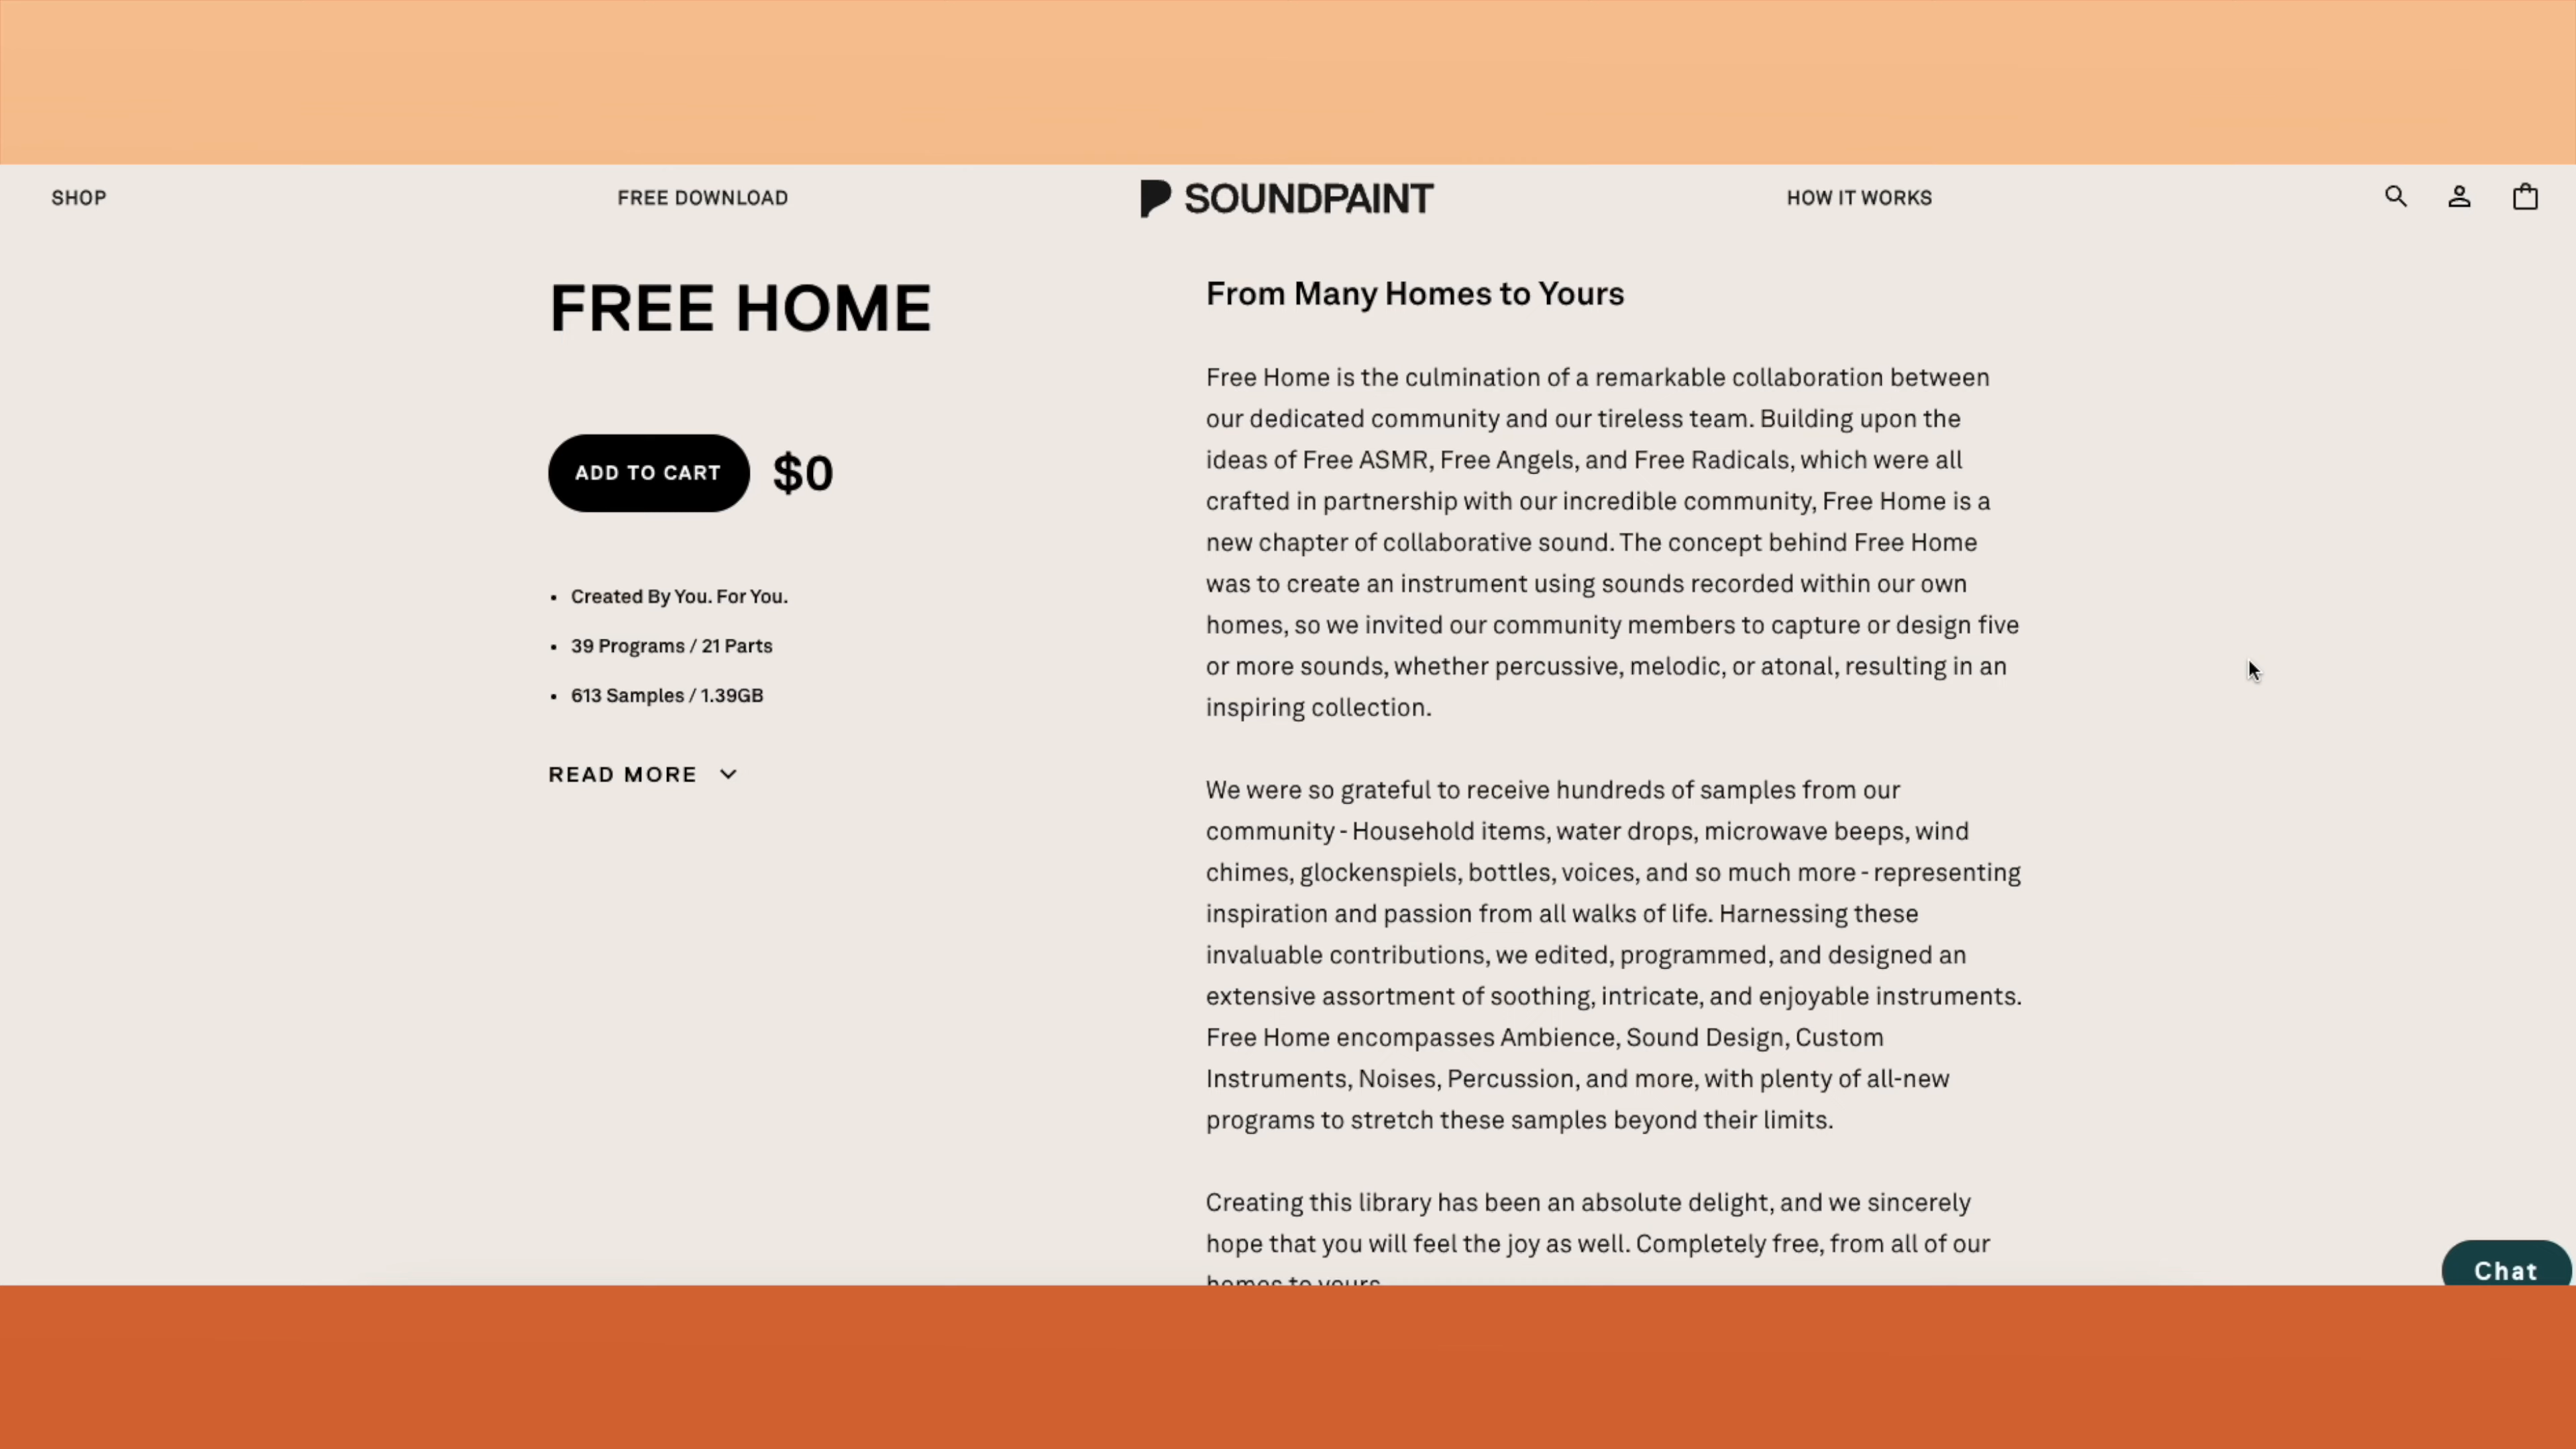 SHOP
FREE DOWNLOAD
SOUNDPAINT
HOW IT WORKS
FREE HOME
ADD TO CART
$0
• Created By You. For You.
• 39 Programs / 21 Parts
• 613 Samples / 1.39GB
READ MORE
From Many Homes to Yours
Free Home is the culmination of a remarkable collaboration between
our dedicated community and our tireless team. Building upon the
ideas of Free ASMR, Free Angels, and Free Radicals, which were all
crafted in partnership with our incredible community, Free Home is a
new chapter of collaborative sound. The concept behind Free Home
was to create an instrument using sounds recorded within our own
homes, so we invited our community members to capture or design five
or more sounds, whether percussive, melodic, or atonal, resulting in an
inspiring collection.
We were so grateful to receive hundreds of samples from our
community - Household items, water drops, microwave beeps, wind
chimes, glockenspiels, bottles, voices, and so much more - representing
inspiration and passion from all walks of life. Harnessing these
invaluable contributions, we edited, programmed, and designed an
extensive assortment of soothing, intricate, and enjoyable instruments.
Free Home encompasses Ambience, Sound Design, Custom
Instruments, Noises, Percussion, and more, with plenty of all-new
programs to stretch these samples beyond their limits.
Creating this library has been an absolute delight, and we sincerely
hope that you will feel the joy as well. Completely free, from all of our
homes to yours
Chat